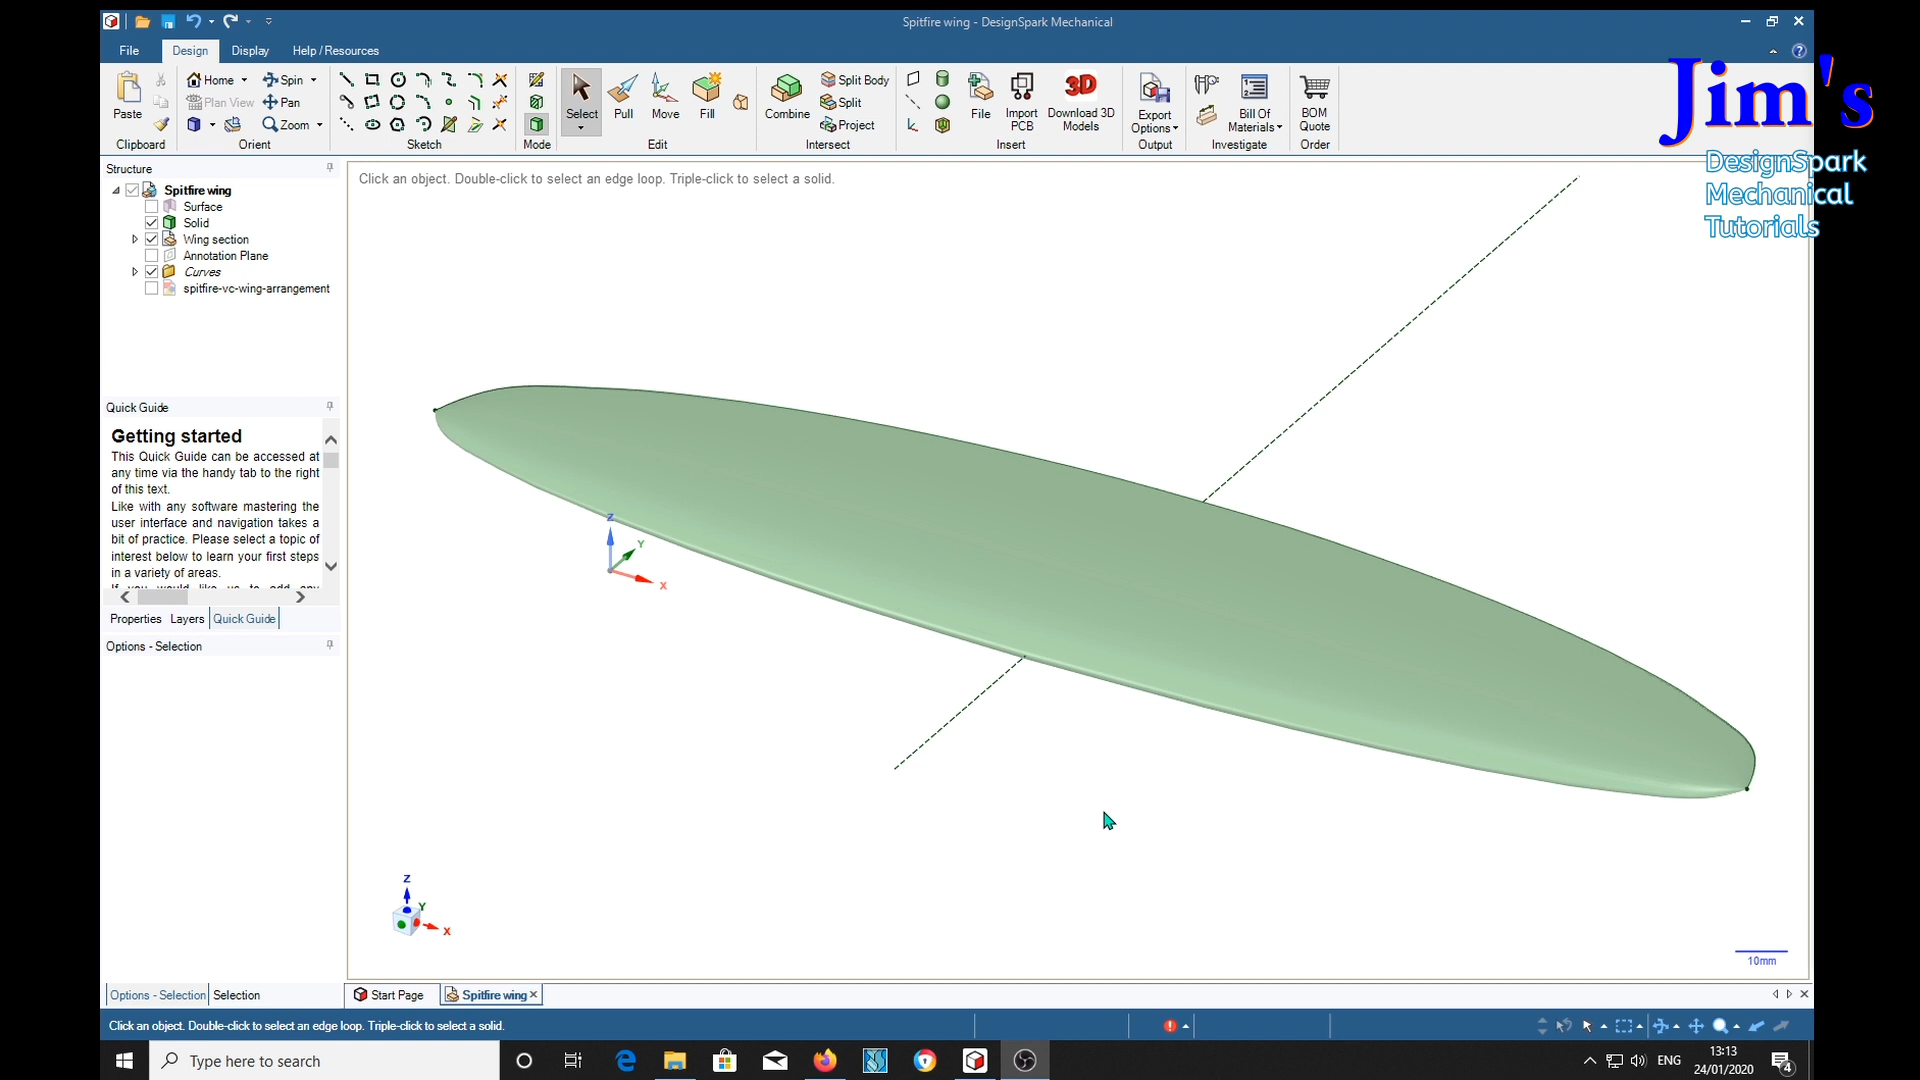 Spitfire wing - DesignSpark Mechanical
File Design Display Help / Resources
Jim's
DesignSpark
Mechanical
Tutorials
Paste
Clipboard
Home Spin
Plan View Pan
Zoom
Orient
Sketch
Mode
Select Pull Move Fill
Edit
Combine
Split Body
Split
Project
Intersect
File
Import
PCB
Download 3D
Models
Insert
3D
Export
Options
Output
Bill Of
Materials
Investigate
BOM
Quote
Order
Structure
Spitfire wing
Surface
Solid
Wing section
Annotation Plane
Curves
spitfire-vc-wing-arrangement
Click an object. Double-click to select an edge loop. Triple-click to select a solid.
Quick Guide
Getting started
This Quick Guide can be accessed at
any time via the handy tab to the right
of this text.
Like with any software mastering the
user interface and navigation takes a
bit of practice. Please select a topic of
interest below to learn your first steps
in a variety of areas.
Properties Layers Quick Guide
Options - Selection
Z
Y
X
Z
Y
X
10mm
Options - Selection Selection
Start Page Spitfire wing
Click an object. Double-click to select an edge loop. Triple-click to select a solid.
Type here to search
ENG
13:13
24/01/2020
4